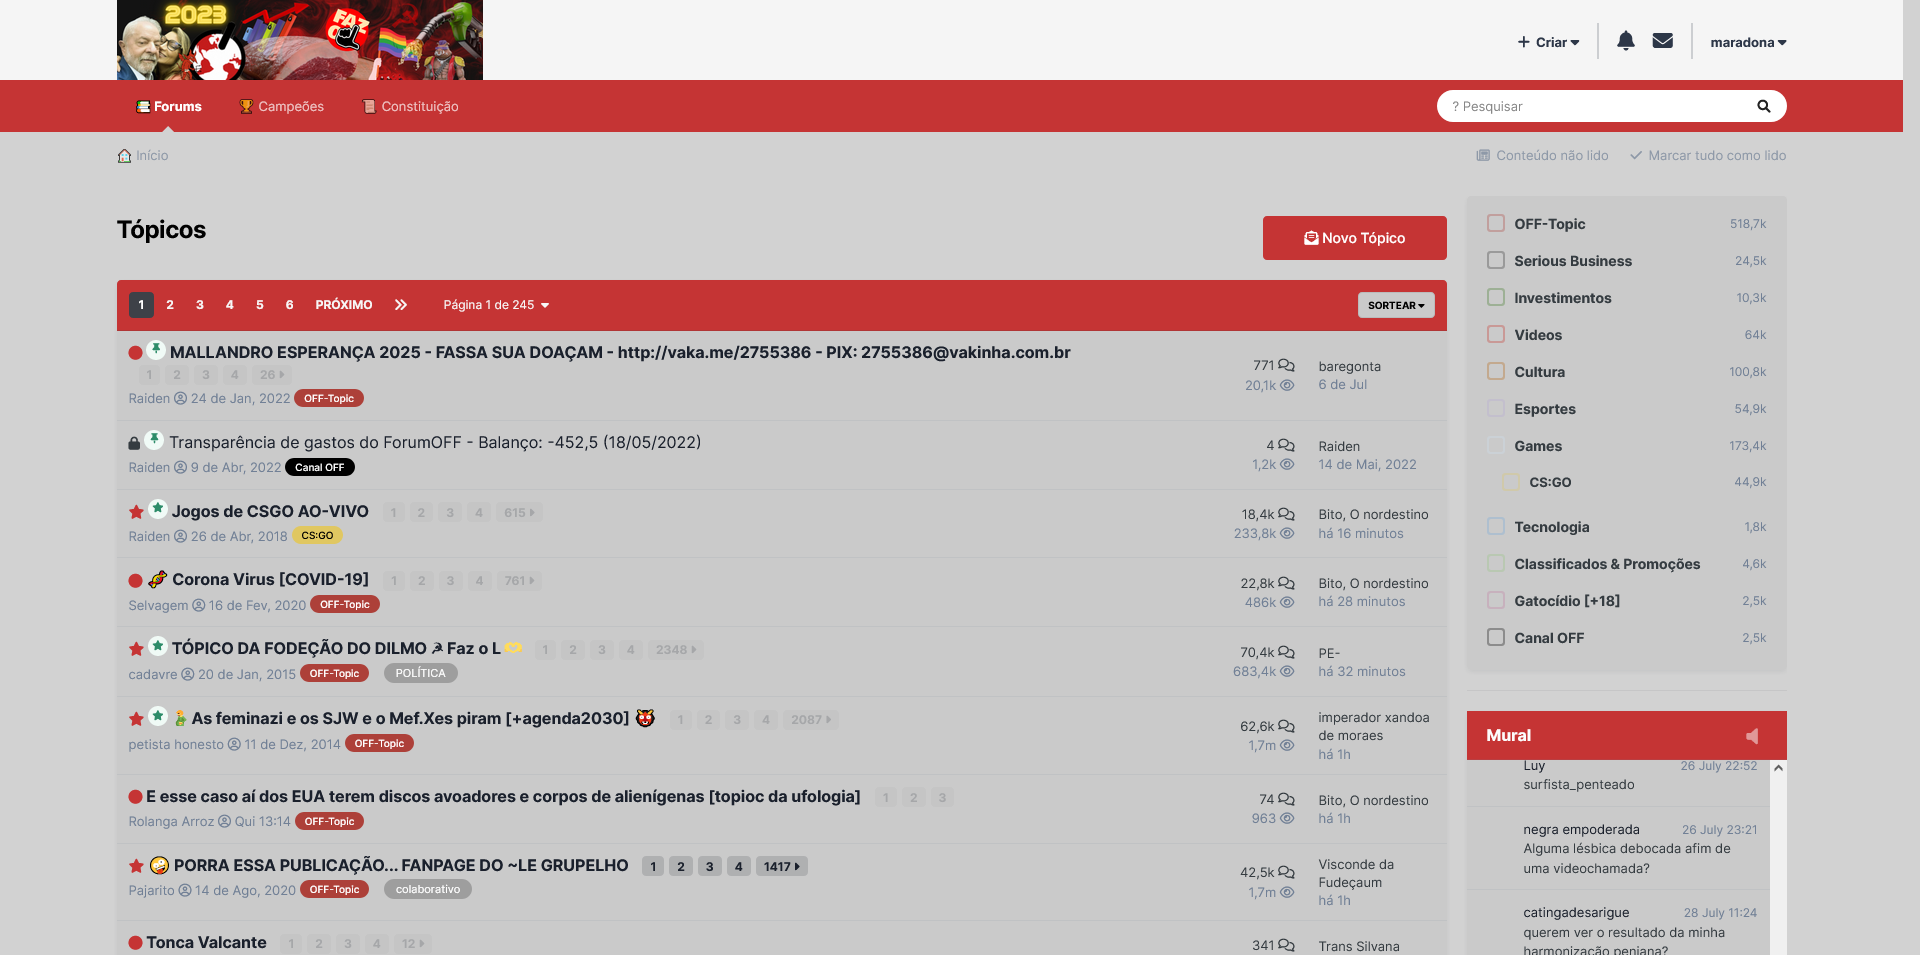 2023
FAZ
+ Criar
maradona
Forums
Campeões
Constituição
? Pesquisar
Início
Conteúdo não lido
Marcar tudo como lido
Tópicos
Novo Tópico
1 2 3 4 5 6 PRÓXIMO
Página 1 de 245
SORTEAR
MALLANDRO ESPERANÇA 2025 - FASSA SUA DOAÇAM - http://vaka.me/2755386 - PIX: 2755386@vakinha.com.br
1 2 3 4 26
Raiden 24 de Jan, 2022 OFF-Topic
771
20,1k
baregonta
6 de Jul
Transparência de gastos do ForumOFF - Balanço: -452,5 (18/05/2022)
Raiden 9 de Abr, 2022 Canal OFF
4
1,2k
Raiden
14 de Mai, 2022
Jogos de CSGO AO-VIVO 1 2 3 4 615
Raiden 26 de Abr, 2018 CS:GO
18,4k
233,8k
Bito, O nordestino
há 16 minutos
Corona Virus [COVID-19] 1 2 3 4 761
Selvagem 16 de Fev, 2020 OFF-Topic
22,8k
486k
Bito, O nordestino
há 28 minutos
TÓPICO DA FODEÇÃO DO DILMO ☭ Faz o L 1 2 3 4 2348
cadavre 20 de Jan, 2015 OFF-Topic POLÍTICA
70,4k
683,4k
PE-
há 32 minutos
As feminazi e os SJW e o Mef.Xes piram [+agenda2030] 1 2 3 4 2087
petista honesto 11 de Dez, 2014 OFF-Topic
62,6k
1,7m
imperador xandoa
de moraes
há 1h
E esse caso aí dos EUA terem discos avoadores e corpos de alienígenas [topioc da ufologia] 1 2 3
Rolanga Arroz Qui 13:14 OFF-Topic
74
963
Bito, O nordestino
há 1h
PORRA ESSA PUBLICAÇÃO... FANPAGE DO ~LE GRUPELHO 1 2 3 4 1417
Pajarito 14 de Ago, 2020 OFF-Topic colaborativo
42,5k
1,7m
Visconde da
Fudeçaum
há 1h
Tonca Valcante 1 2 3 4 12
341
Trans Silvana
OFF-Topic 518,7k
Serious Business 24,5k
Investimentos 10,3k
Videos 64k
Cultura 100,8k
Esportes 54,9k
Games 173,4k
CS:GO 44,9k
Tecnologia 1,8k
Classificados & Promoções 4,6k
Gatocídio [+18] 2,5k
Canal OFF 2,5k
Mural
Luy 26 July 22:52
surfista_penteado
negra empoderada 26 July 23:21
Alguma lésbica debocada afim de
uma videochamada?
catingadesarigue 28 July 11:24
querem ver o resultado da minha
harmonização peniana?